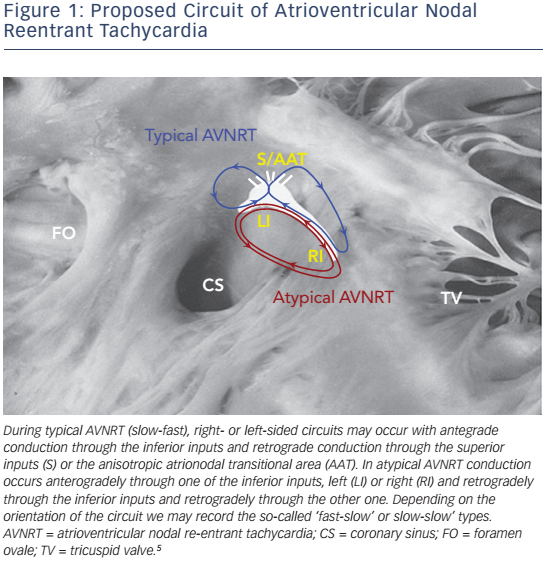 Figure 1: Proposed Circuit of Atrioventricular Nodal
Reentrant Tachycardia
Typical AVNRT
S/AAT
FO
LI
RI
CS
Atypical AVNRT
TV
During typical AVNRT (slow-fast), right- or left-sided circuits may occur with antegrade
conduction through the inferior inputs and retrograde conduction through the superior
inputs (S) or the anisotropic atrionodal transitional area (AAT). In atypical AVNRT conduction
occurs anterogradely through one of the inferior inputs, left (LI) or right (RI) and retrogradely
through the inferior inputs and retrogradely through the other one. Depending on the
orientation of the circuit we may record the so-called ‘fast-slow’ or slow-slow’ types.
AVNRT = atrioventricular nodal re-entrant tachycardia; CS = coronary sinus; FO = foramen
ovale; TV = tricuspid valve.5